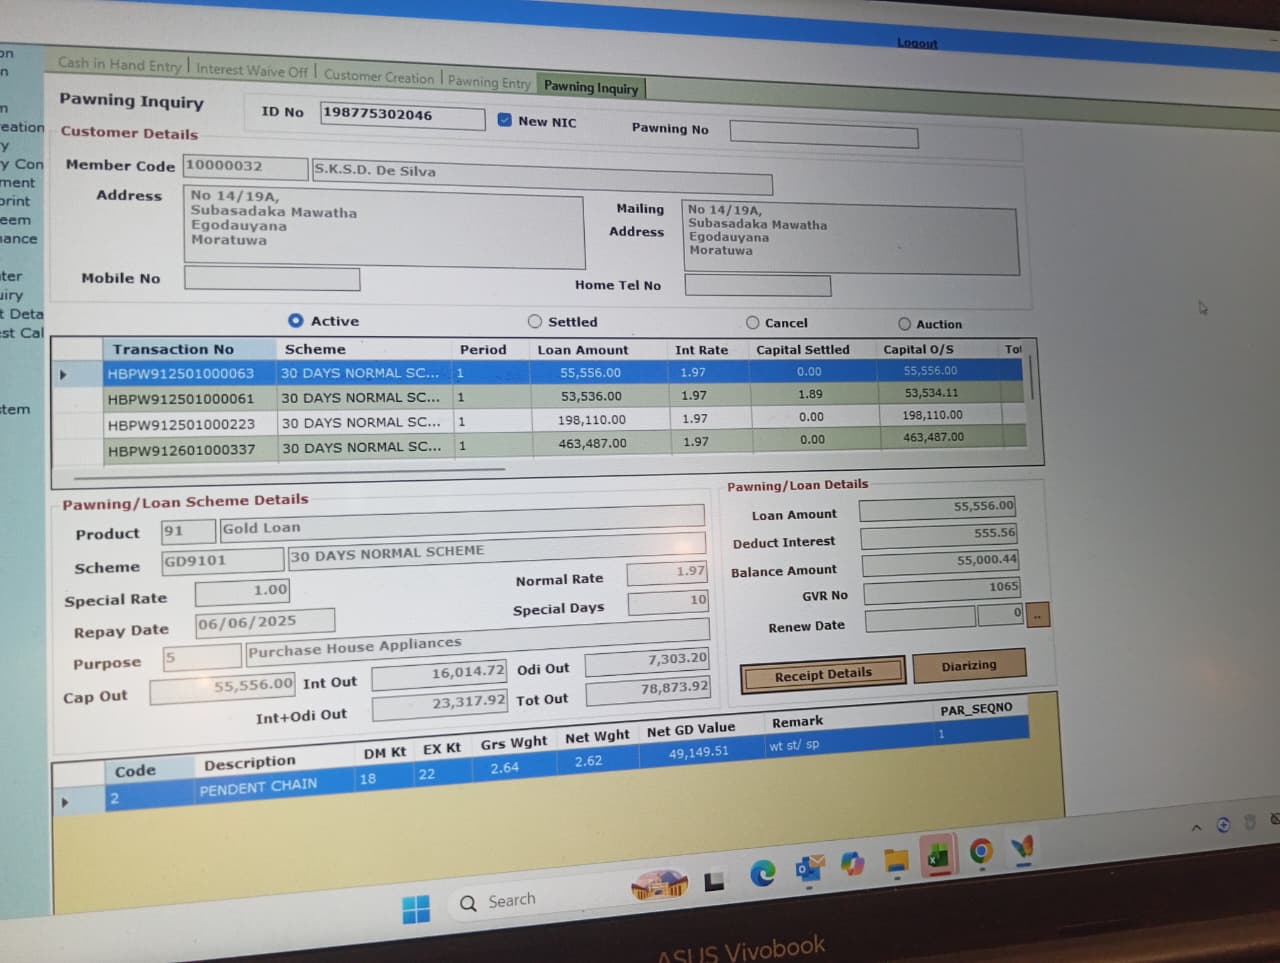 Logout
Cash in Hand Entry Interest Waive Off Customer Creation Pawning Entry Pawning Inquiry
Pawning Inquiry
ID No 198775302046 New NIC Pawning No
Customer Details
Member Code 10000032 S.K.S.D. De Silva
Address No 14/19A,
Subasadaka Mawatha
Egodauyana
Moratuwa
Mailing Address No 14/19A,
Subasadaka Mawatha
Egodauyana
Moratuwa
Mobile No Home Tel No
Active Settled Cancel Auction
Transaction No Scheme Period Loan Amount Int Rate Capital Settled Capital O/S Tot
HBPW912501000063 30 DAYS NORMAL SC... 1 55,556.00 1.97 0.00 55,556.00
HBPW912501000061 30 DAYS NORMAL SC... 1 53,536.00 1.97 1.89 53,534.11
HBPW912501000223 30 DAYS NORMAL SC... 1 198,110.00 1.97 0.00 198,110.00
HBPW912601000337 30 DAYS NORMAL SC... 1 463,487.00 1.97 0.00 463,487.00
Pawning/Loan Scheme Details
Product 91 Gold Loan
Scheme GD9101 30 DAYS NORMAL SCHEME
Special Rate 1.00 Normal Rate 1.97
Repay Date 06/06/2025 Special Days 10
Purpose 5 Purchase House Appliances
Cap Out 55,556.00 Int Out 16,014.72 Odi Out 7,303.20
Int+Odi Out 23,317.92 Tot Out 78,873.92
Pawning/Loan Details
Loan Amount 55,556.00
Deduct Interest 555.56
Balance Amount 55,000.44
GVR No 1065
Renew Date 0 ..
Receipt Details Diarizing
Code Description DM Kt EX Kt Grs Wght Net Wght Net GD Value Remark PAR_SEQNO
2 PENDENT CHAIN 18 22 2.64 2.62 49,149.51 wt st/ sp 1
Search
ASUS Vivobook